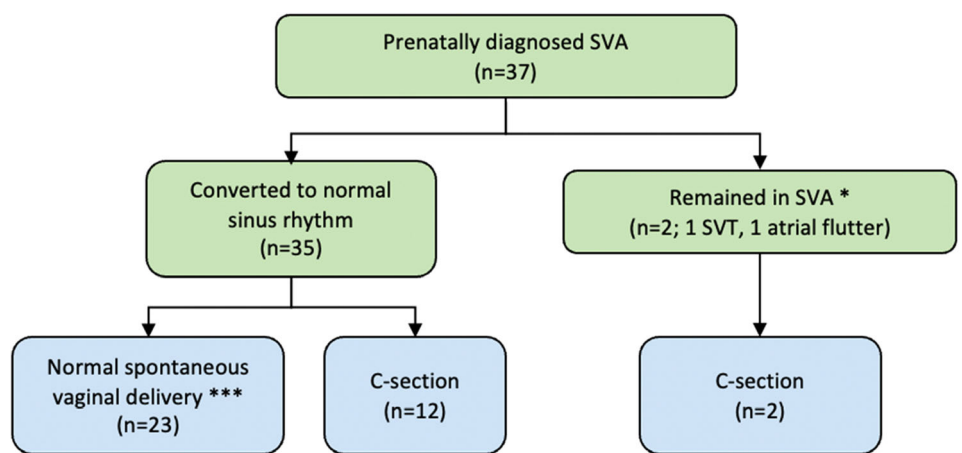 Prenatally diagnosed SVA
(n=37)
Converted to normal
sinus rhythm
(n=35)
Remained in SVA *
(n=2; 1 SVT, 1 atrial flutter)
Normal spontaneous
vaginal delivery ***
(n=23)
C-section
(n=12)
C-section
(n=2)